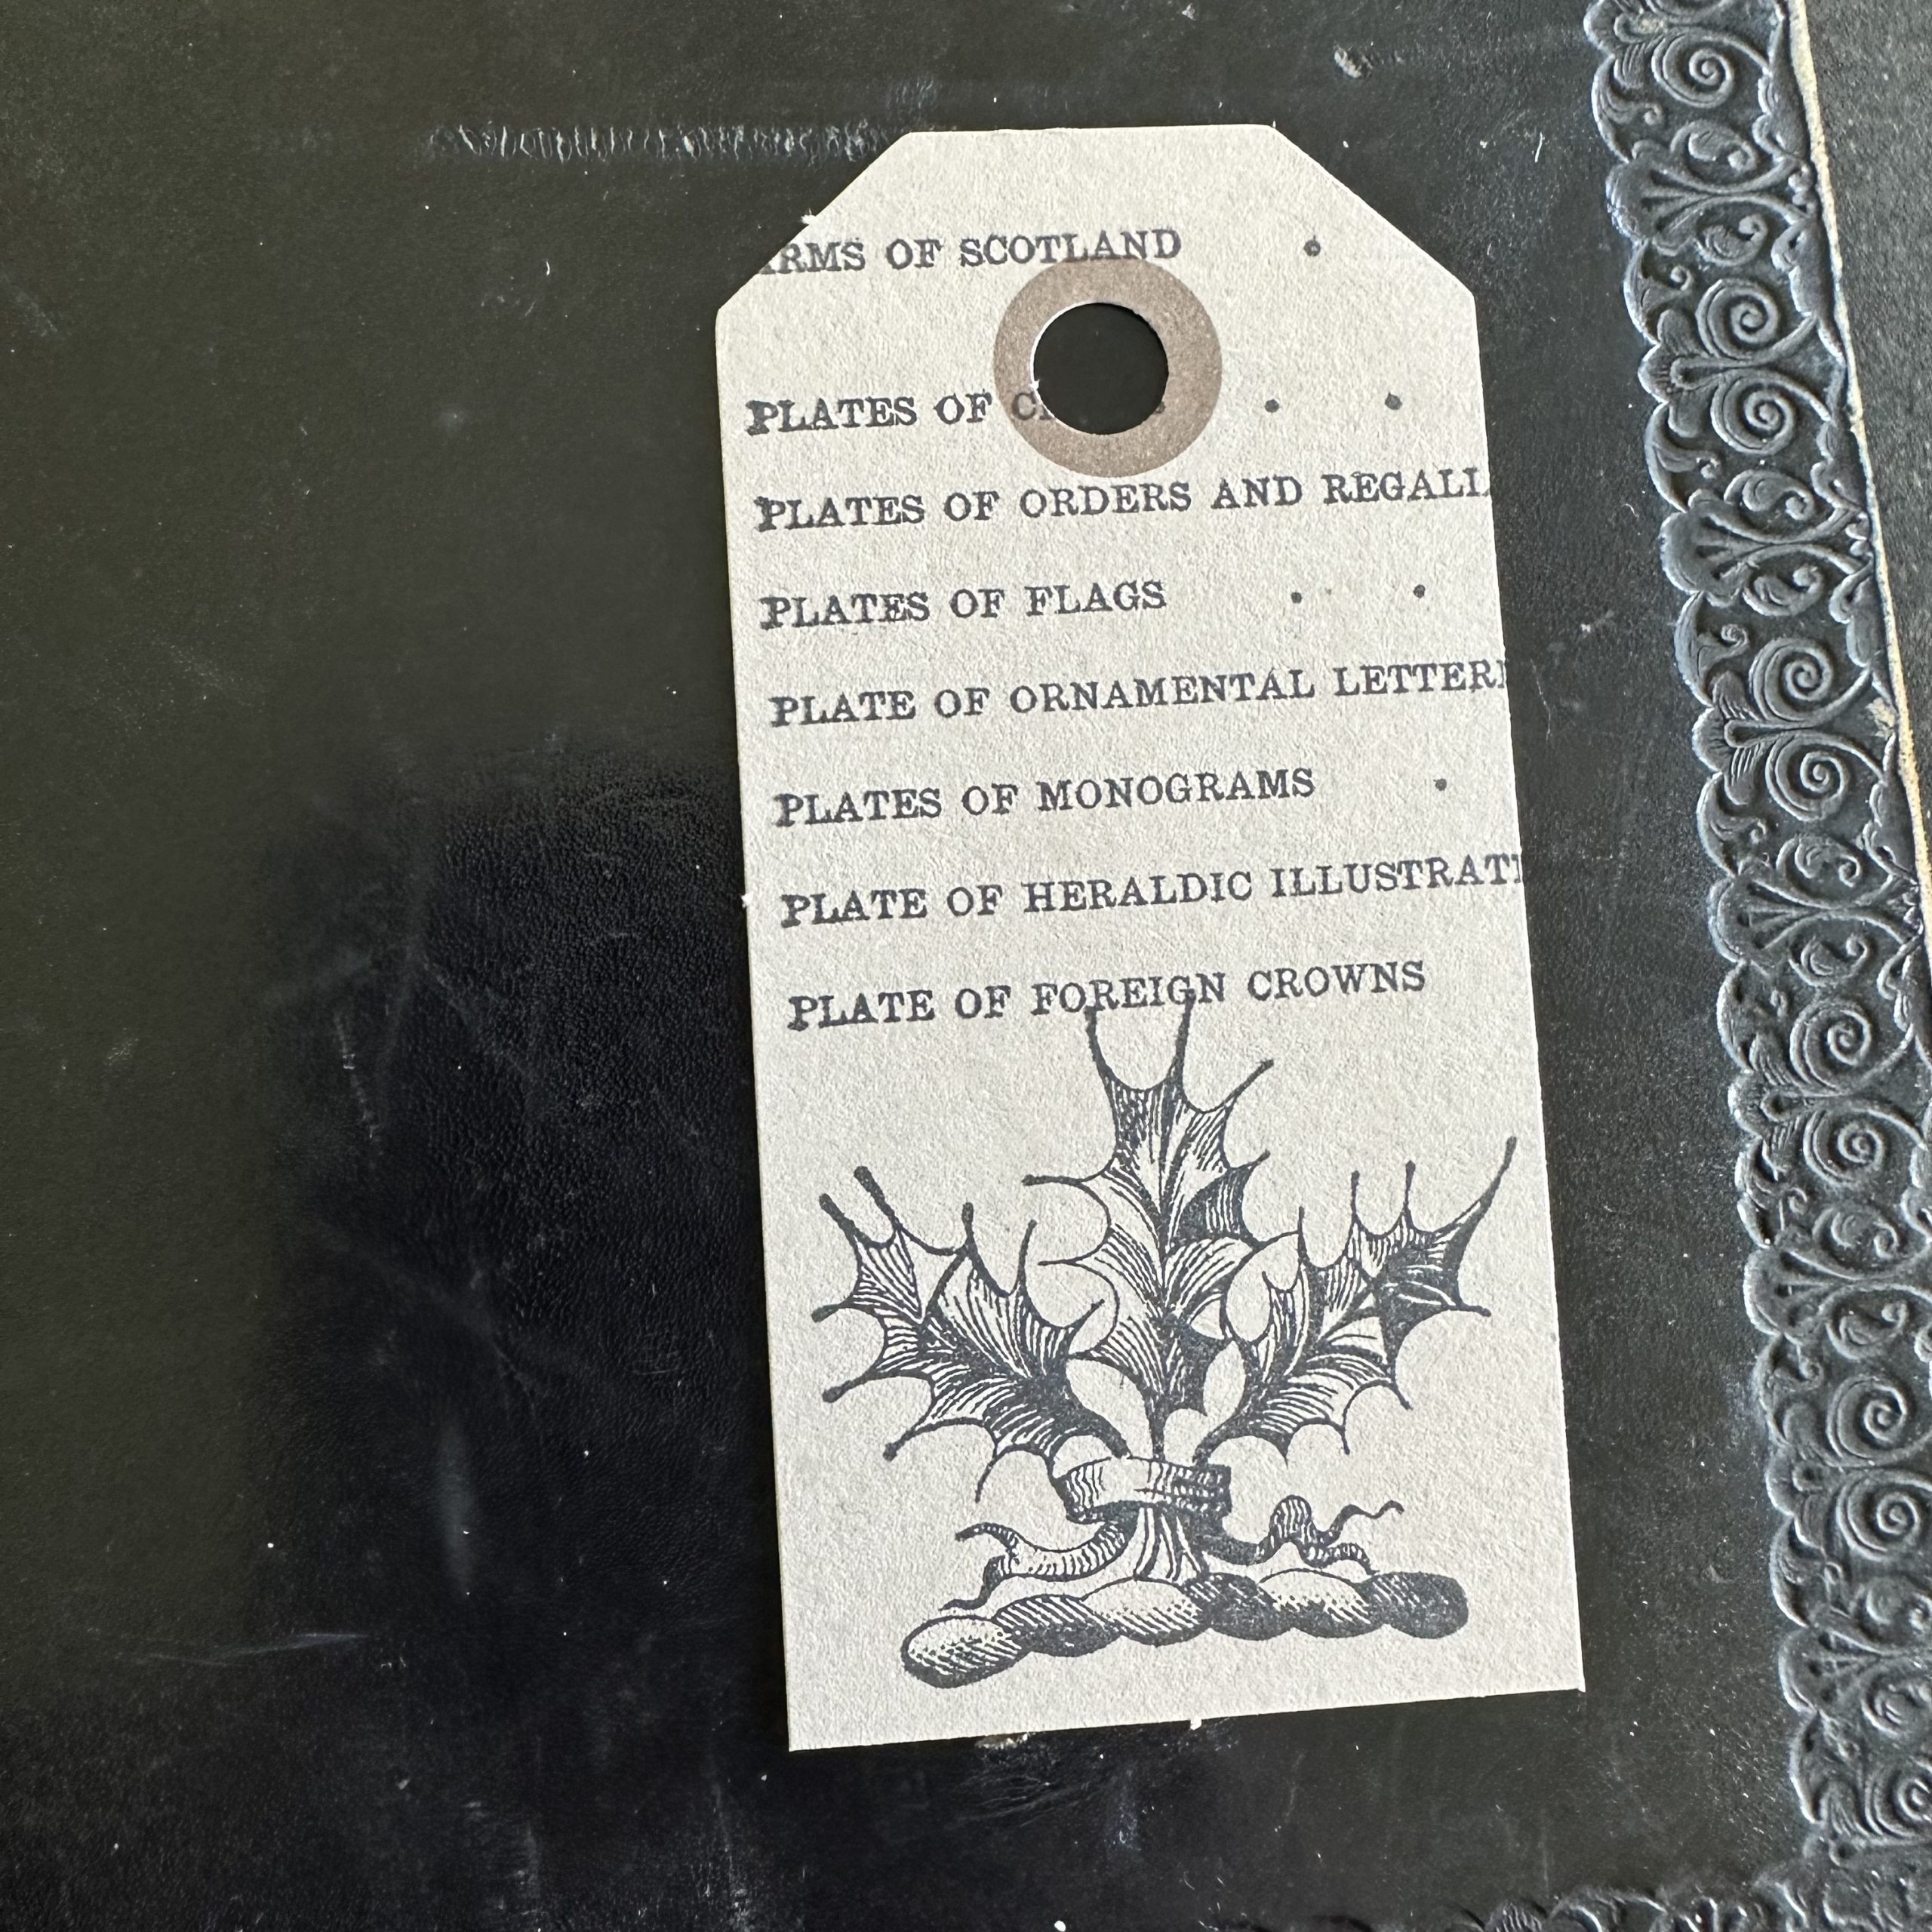 RMS OF SCOTLAND .
PLATES OF . .
PLATES OF ORDERS AND REGALI
PLATES OF FLAGS . .
PLATE OF ORNAMENTAL LETTER
PLATES OF MONOGRAMS .
PLATE OF HERALDIC ILLUSTRAT
PLATE OF FOREIGN CROWNS